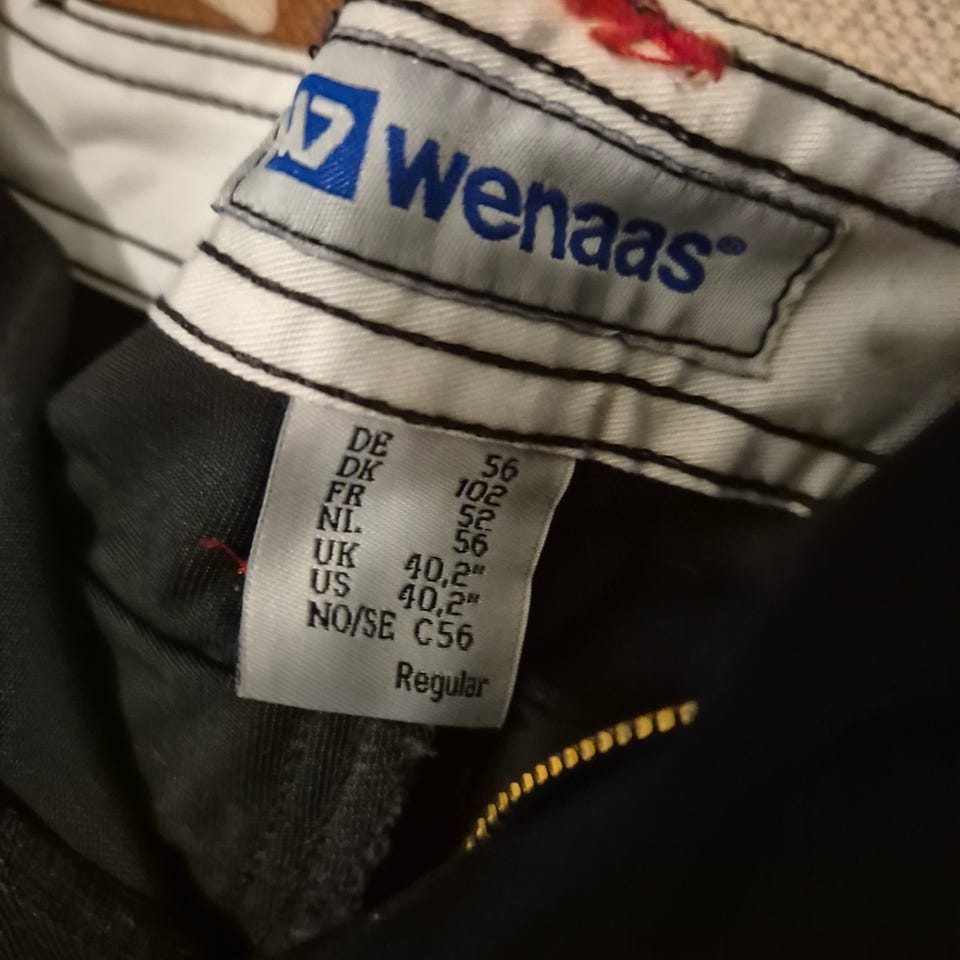 Wenaas®
DE 56
DK 102
FR 52
NL 56
UK 40,2"
US 40,2"
NO/SE C56
Regular